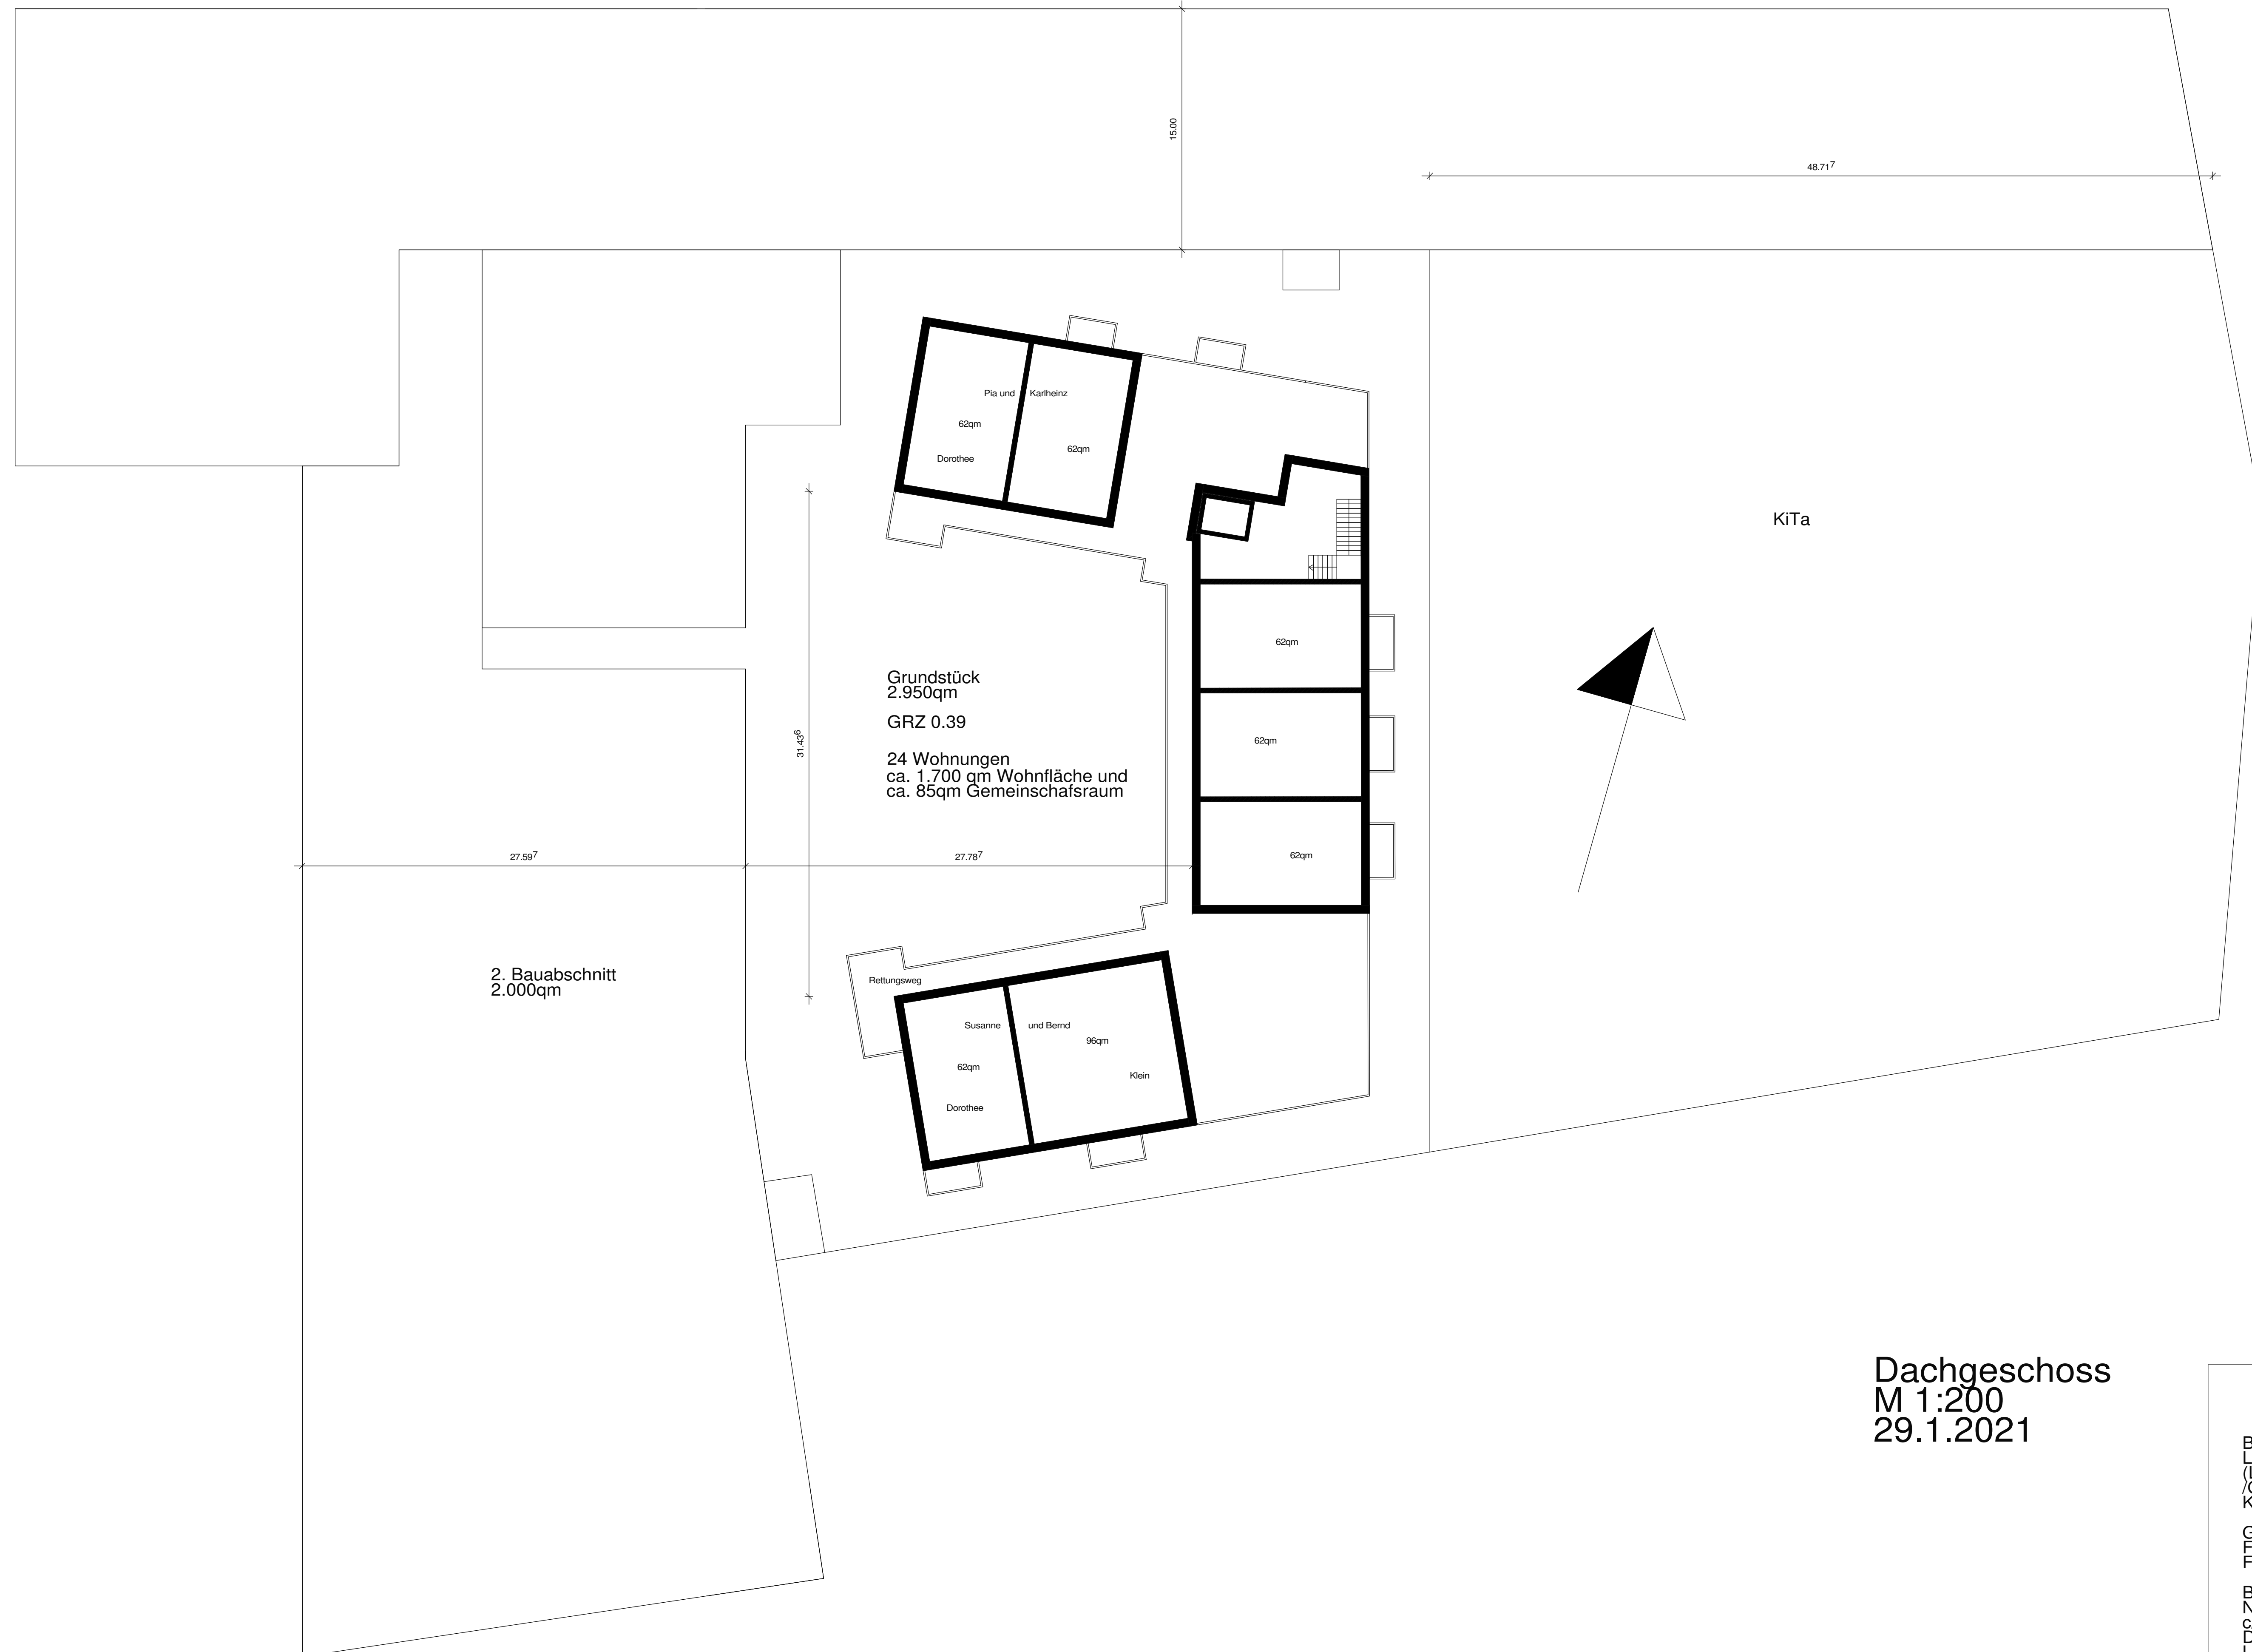 15.00
48.71⁷
Pia und Karlheinz
62qm
62qm
Dorothee
KiTa
62qm
Grundstück
2.950qm
GRZ 0.39
31.43⁶
62qm
24 Wohnungen
ca. 1.700 qm Wohnfläche und
ca. 85qm Gemeinschafsraum
27.59⁷
27.78⁷
62qm
2. Bauabschnitt
2.000qm
Rettungsweg
Susanne und Bernd
96qm
62qm
Klein
Dorothee
Dachgeschoss
M 1:200
29.1.2021